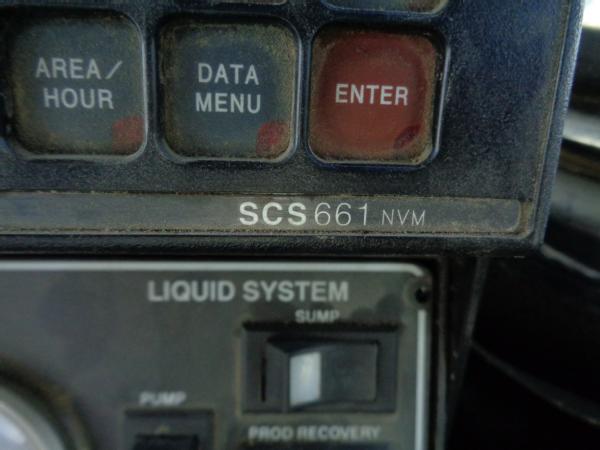 AREA/
HOUR
DATA
MENU
ENTER
SCS 661 NVM
LIQUID SYSTEM
SUMP
PUMP
PROD RECOVERY